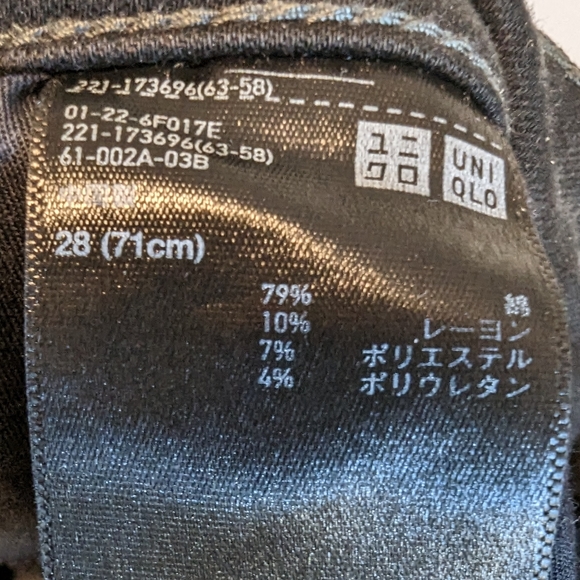 221-173696(63-58)
01-22-6F017E
221-173696(63-58)
61-002A-03B
ユニ
クロ
UNI
QLO
28 (71cm)
79% 綿
10% レーヨン
7% ポリエステル
4% ポリウレタン